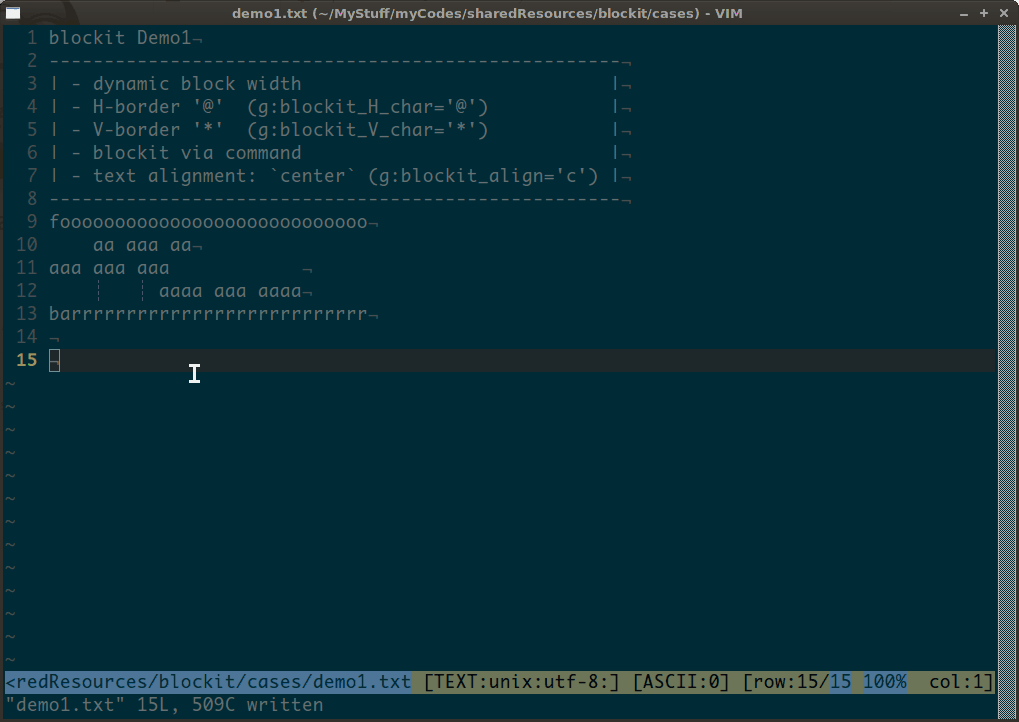 demo1.txt (~/MyStuff/myCodes/sharedResources/blockit/cases) - VIM
1 blockit Demo1¬
2 ----------------------------------------------------¬
3 | - dynamic block width                            |¬
4 | - H-border '@'  (g:blockit_H_char='@')           |¬
5 | - V-border '*'  (g:blockit_V_char='*')           |¬
6 | - blockit via command                            |¬
7 | - text alignment: `center` (g:blockit_align='c') |¬
8 ----------------------------------------------------¬
9 foooooooooooooooooooooooooooo¬
10     aa aaa aa¬
11 aaa aaa aaa            ¬
12     ¦   ¦ aaaa aaa aaaa¬
13 barrrrrrrrrrrrrrrrrrrrrrrrrrr¬
14 ¬
15 ¬
~
~
~
~
~
~
~
~
~
~
~
~
~
<redResources/blockit/cases/demo1.txt [TEXT:unix:utf-8:] [ASCII:0] [row:15/15 100%  col:1]
"demo1.txt" 15L, 509C written